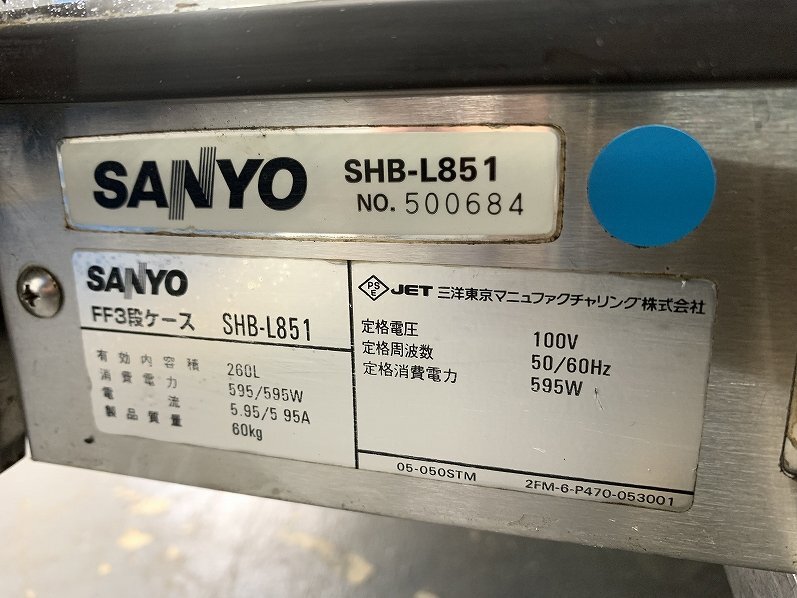 SANYO SHB-L851
NO. 500684
SANYO
FF3段ケース SHB-L851
有効内容積 260L
消費電力 595/595W
電流 5.95/5 95A
製品質量 60kg
PS E JET 三洋東京マニュファクチャリング株式会社
定格電圧 100V
定格周波数 50/60Hz
定格消費電力 595W
05-050STM 2FM-6-P470-053001